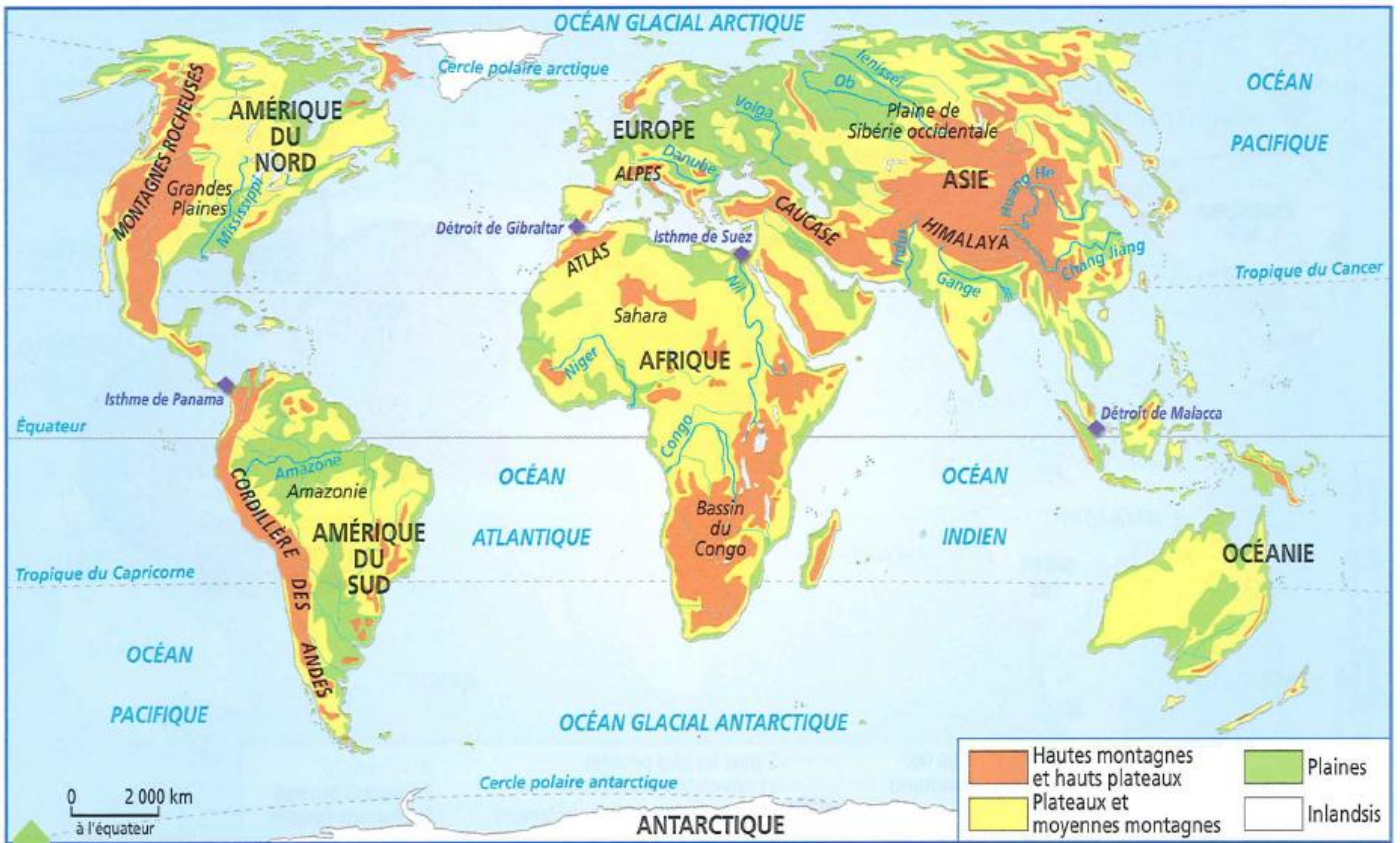 OCÉAN GLACIAL ARCTIQUE
Cercle polaire arctique
Ienisseï
Ob
OCÉAN
PACIFIQUE
MONTAGNES ROCHEUSES
AMÉRIQUE
DU
NORD
Grandes
Plaines
Mississippi
EUROPE
Volga
Plaine de
Sibérie occidentale
Danube
ALPES
ASIE
Huang He
CAUCASE
HIMALAYA
Détroit de Gibraltar
Isthme de Suez
ATLAS
Indus
Chang Jiang
Gange
Tropique du Cancer
Nil
Sahara
AFRIQUE
Niger
Isthme de Panama
Détroit de Malacca
Équateur
Congo
Amazone
Amazonie
OCÉAN
ATLANTIQUE
OCÉAN
INDIEN
CORDILLÈRE DES ANDES
AMÉRIQUE
DU
SUD
Bassin
du
Congo
OCÉANIE
Tropique du Capricorne
OCÉAN
PACIFIQUE
OCÉAN GLACIAL ANTARCTIQUE
Cercle polaire antarctique
ANTARCTIQUE
0 2 000 km
à l'équateur
Hautes montagnes
et hauts plateaux
Plateaux et
moyennes montagnes
Plaines
Inlandsis